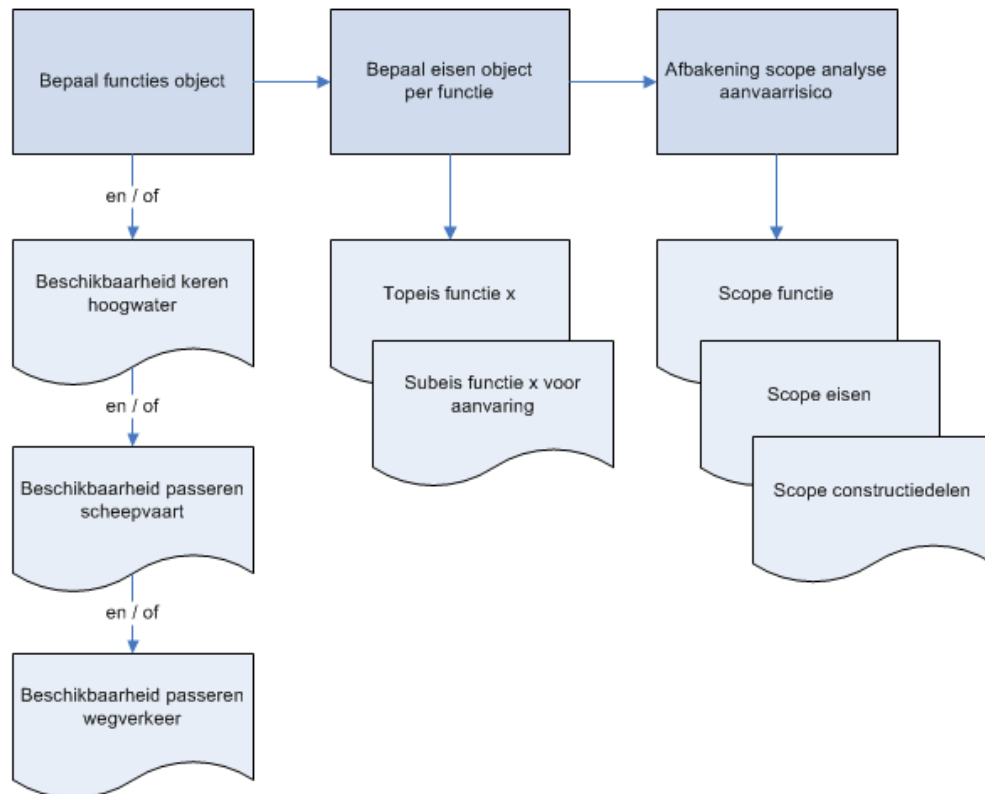 Bepaal functies object
Bepaal eisen object
per functie
Afbakening scope analyse
aanvaarrisico
en / of
Beschikbaarheid keren
hoogwater
en / of
Beschikbaarheid passeren
scheepvaart
en / of
Beschikbaarheid passeren
wegverkeer
Topeis functie x
Subeis functie x voor
aanvaring
Scope functie
Scope eisen
Scope constructiedelen